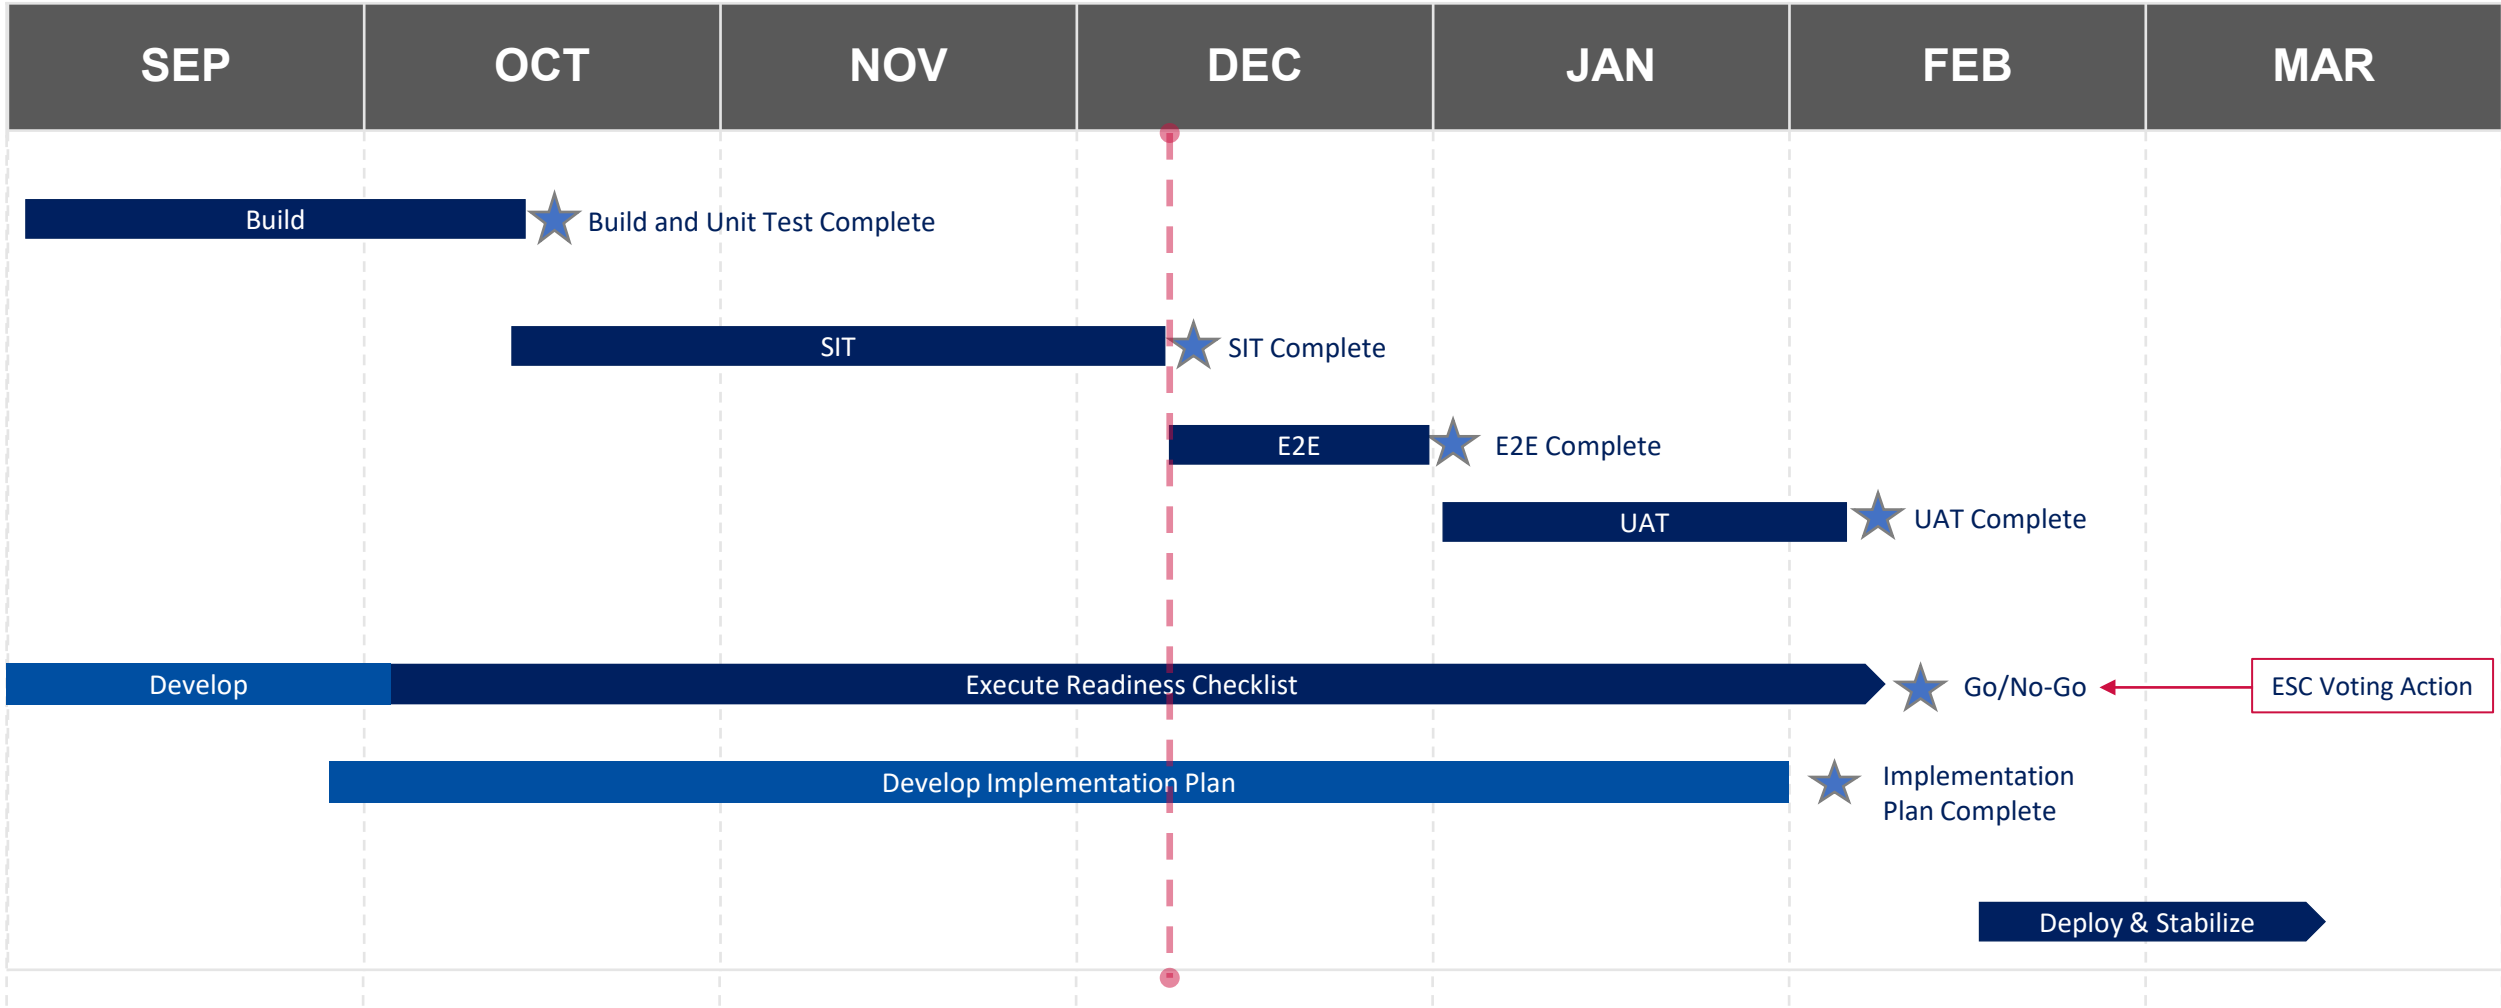 SEP OCT NOV DEC JAN FEB MAR
Build
Build and Unit Test Complete
SIT
SIT Complete
E2E
E2E Complete
UAT
UAT Complete
Develop
Execute Readiness Checklist
Go/No-Go
ESC Voting Action
Develop Implementation Plan
Implementation
Plan Complete
Deploy & Stabilize